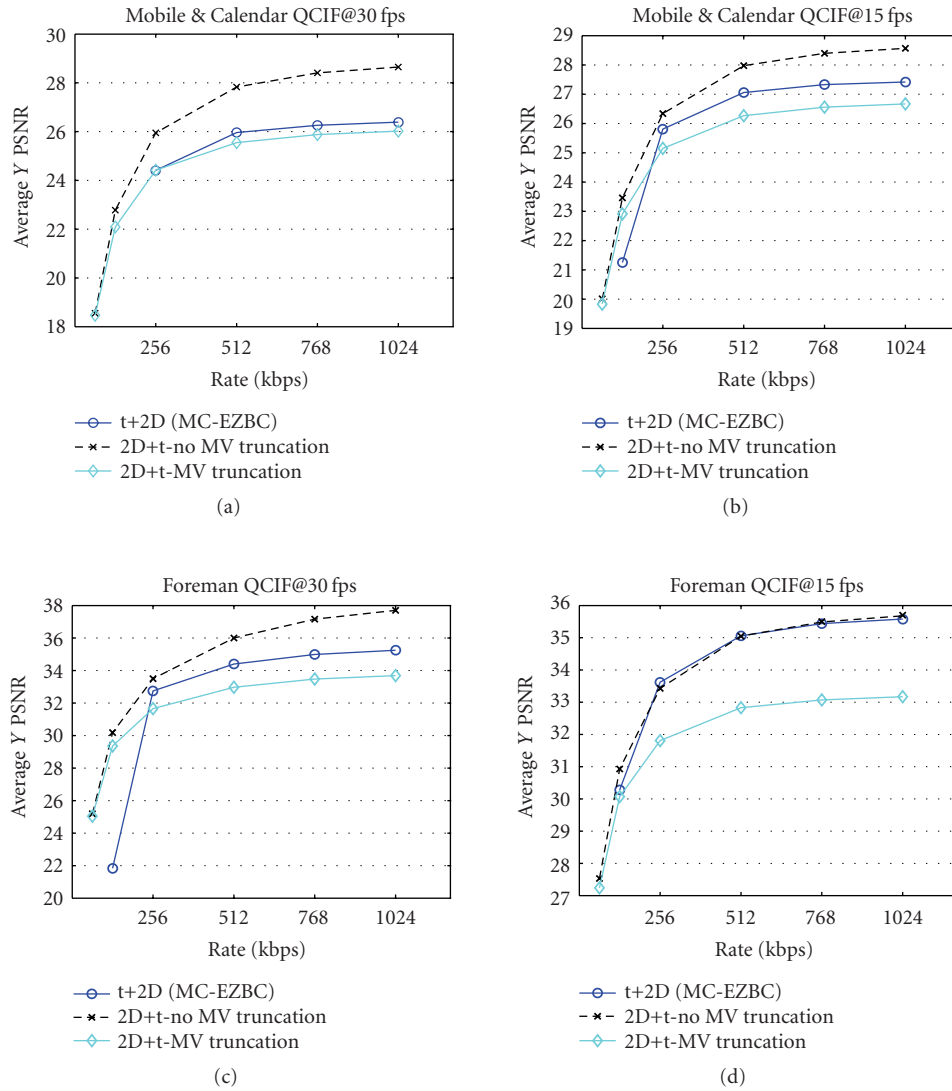 Mobile & Calendar QCIF@30 fps
30
28
26
24
22
20
18
Average Y PSNR
256 512 768 1024
Rate (kbps)
t+2D (MC-EZBC)
2D+t-no MV truncation
2D+t-MV truncation
(a)
Mobile & Calendar QCIF@15 fps
29
28
27
26
25
24
23
22
21
20
19
Average Y PSNR
256 512 768 1024
Rate (kbps)
t+2D (MC-EZBC)
2D+t-no MV truncation
2D+t-MV truncation
(b)
Foreman QCIF@30 fps
38
36
34
32
30
28
26
24
22
20
Average Y PSNR
256 512 768 1024
Rate (kbps)
t+2D (MC-EZBC)
2D+t-no MV truncation
2D+t-MV truncation
(c)
Foreman QCIF@15 fps
36
35
34
33
32
31
30
29
28
27
Average Y PSNR
256 512 768 1024
Rate (kbps)
t+2D (MC-EZBC)
2D+t-no MV truncation
2D+t-MV truncation
(d)